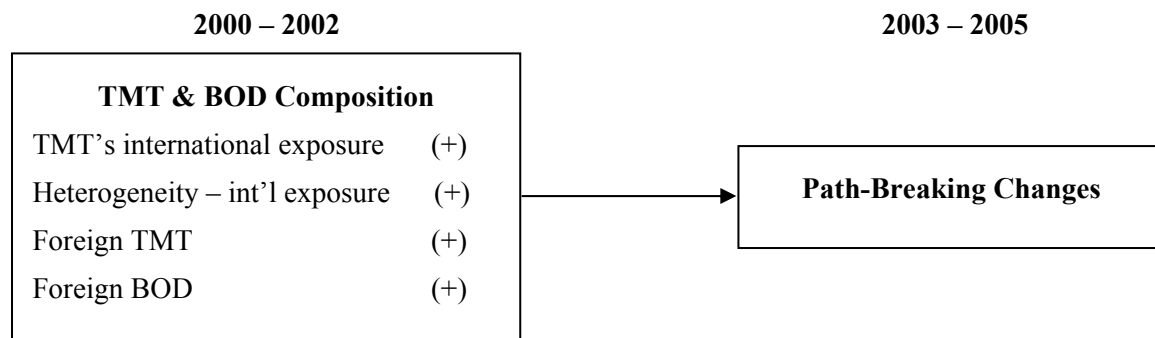 2000 – 2002 2003 – 2005
TMT & BOD Composition
TMT’s international exposure (+)
Heterogeneity – int’l exposure (+)
Path-Breaking Changes
Foreign TMT (+)
Foreign BOD (+)